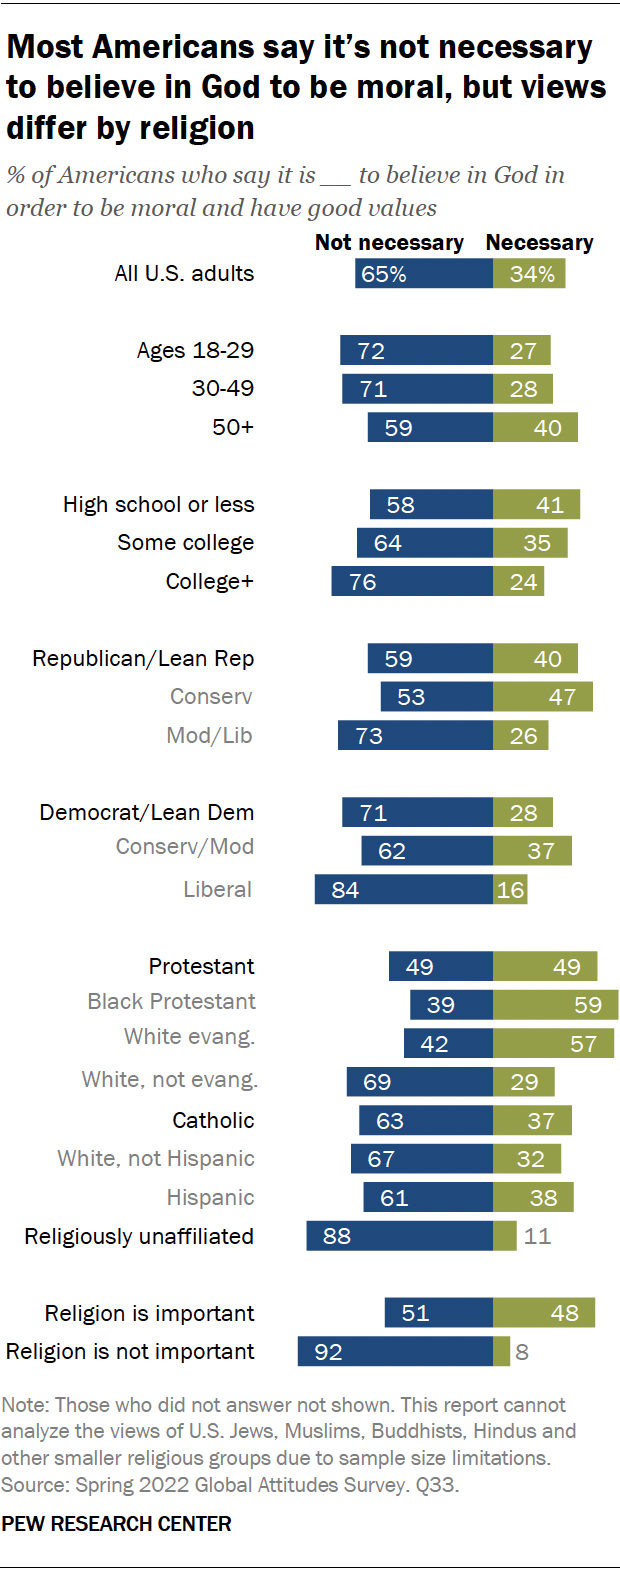 Most Americans say it's not necessary
to believe in God to be moral, but views
differ by religion
% of Americans who say it is __ to believe in God in
order to be moral and have good values
Not necessary Necessary
All U.S. adults 65% 34%
Ages 18-29 72 27
30-49 71 28
50+ 59 40
High school or less 58 41
Some college 64 35
College+ 76 24
Republican/Lean Rep 59 40
Conserv 53 47
Mod/Lib 73 26
Democrat/Lean Dem 71 28
Conserv/Mod 62 37
Liberal 84 16
Protestant 49 49
Black Protestant 39 59
White evang. 42 57
White, not evang. 69 29
Catholic 63 37
White, not Hispanic 67 32
Hispanic 61 38
Religiously unaffiliated 88 11
Religion is important 51 48
Religion is not important 92 8
Note: Those who did not answer not shown. This report cannot
analyze the views of U.S. Jews, Muslims, Buddhists, Hindus and
other smaller religious groups due to sample size limitations.
Source: Spring 2022 Global Attitudes Survey. Q33.
PEW RESEARCH CENTER